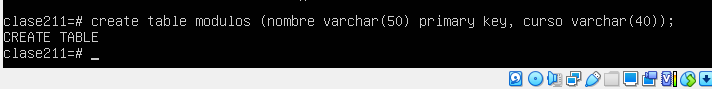 clase211=# create table modulos (nombre varchar(50) primary key, curso varchar(40));
CREATE TABLE
clase211=# _